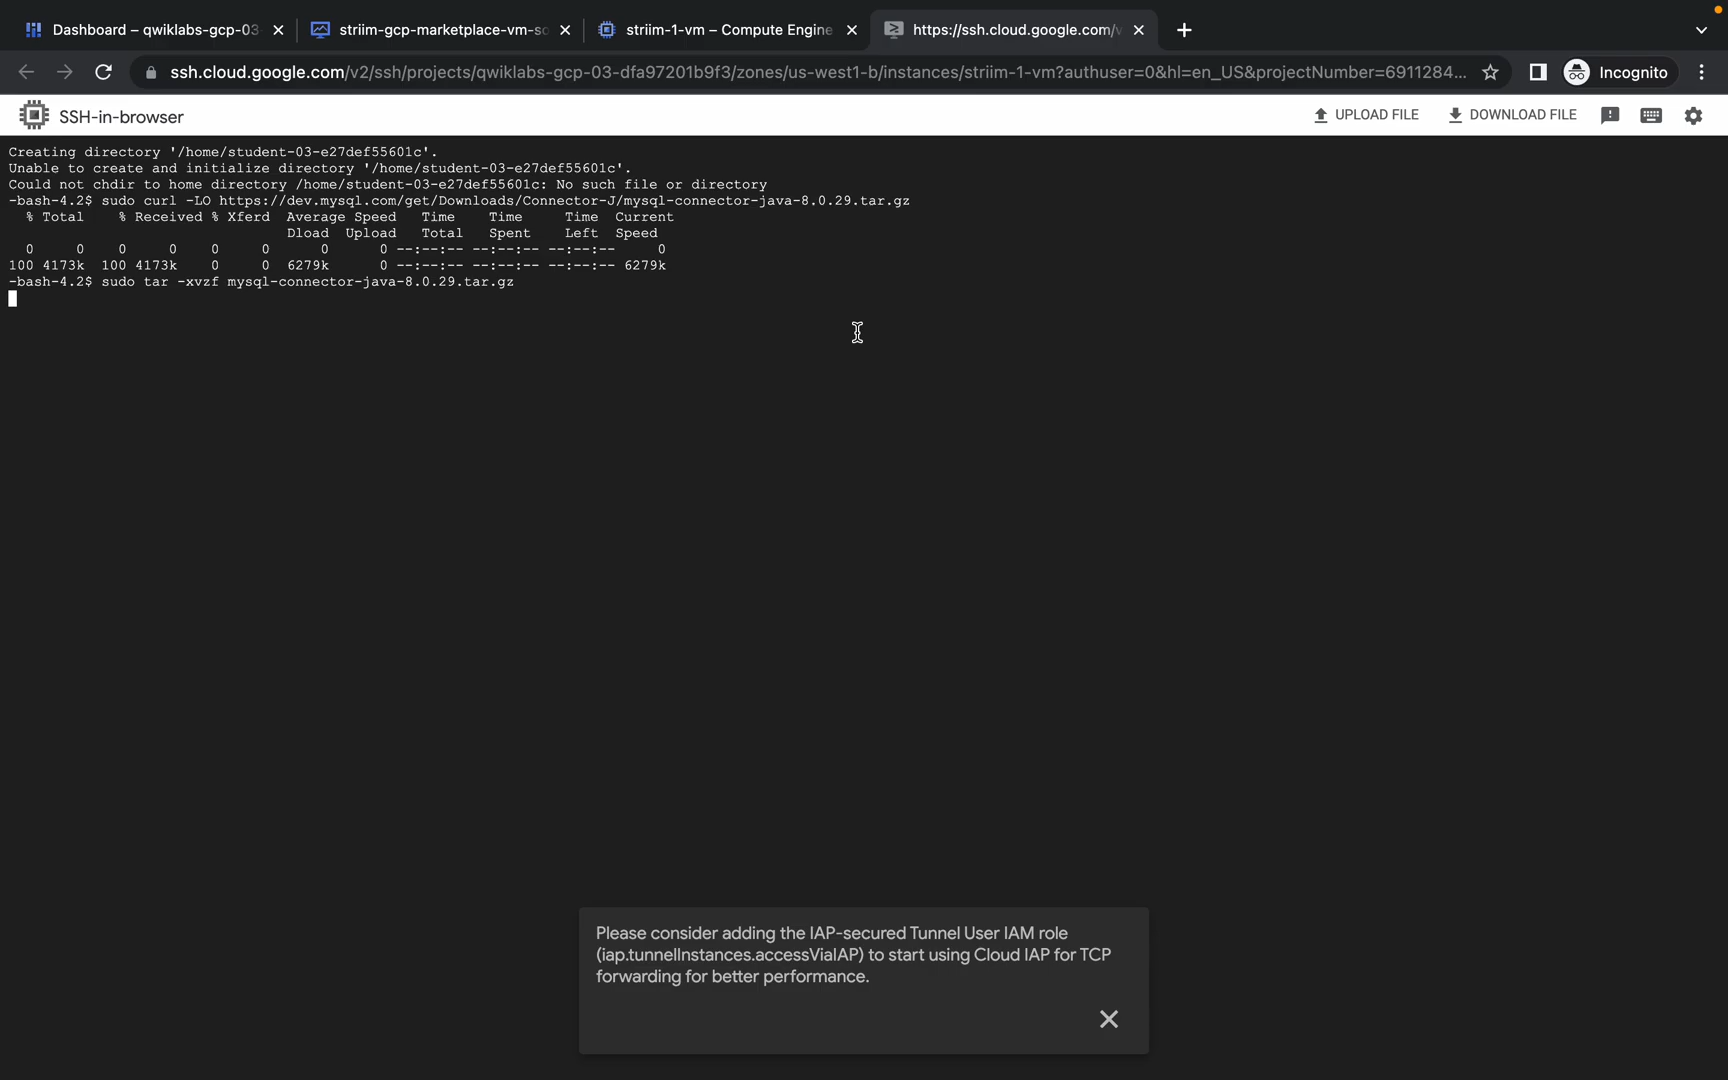 Dashboard – qwiklabs-gcp-03
striim-gcp-marketplace-vm-so
striim-1-vm – Compute Engine
https://ssh.cloud.google.com/v
ssh.cloud.google.com/v2/ssh/projects/qwiklabs-gcp-03-dfa97201b9f3/zones/us-west1-b/instances/striim-1-vm?authuser=0&hl=en_US&projectNumber=6911284...
Incognito
SSH-in-browser
UPLOAD FILE
DOWNLOAD FILE
Creating directory '/home/student-03-e27def55601c'.
Unable to create and initialize directory '/home/student-03-e27def55601c'.
Could not chdir to home directory /home/student-03-e27def55601c: No such file or directory
-bash-4.2$ sudo curl -LO https://dev.mysql.com/get/Downloads/Connector-J/mysql-connector-java-8.0.29.tar.gz
% Total    % Received % Xferd  Average Speed   Time    Time     Time  Current
Dload  Upload   Total   Spent    Left  Speed
0     0    0     0    0     0      0      0 --:--:-- --:--:-- --:--:--     0
100 4173k  100 4173k    0     0  6279k      0 --:--:-- --:--:-- --:--:-- 6279k
-bash-4.2$ sudo tar -xvzf mysql-connector-java-8.0.29.tar.gz
Please consider adding the IAP-secured Tunnel User IAM role
(iap.tunnelInstances.accessViaIAP) to start using Cloud IAP for TCP
forwarding for better performance.